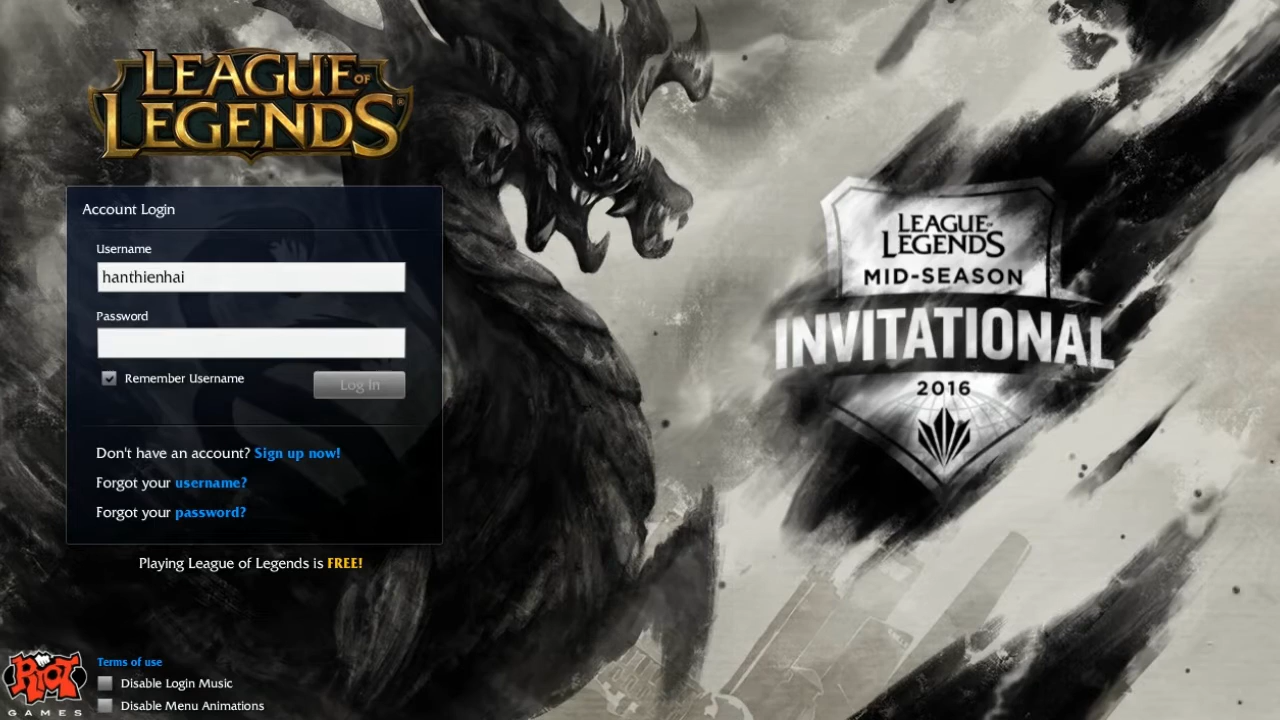 LEAGUE OF
LEGENDS
Account Login
Username
hanthienhai
Password
Remember Username
Log In
Don't have an account? Sign up now!
Forgot your username?
Forgot your password?
Playing League of Legends is FREE!
LEAGUE OF
LEGENDS
MID-SEASON
INVITATIONAL
2016
RIOT
GAMES
Terms of use
Disable Login Music
Disable Menu Animations